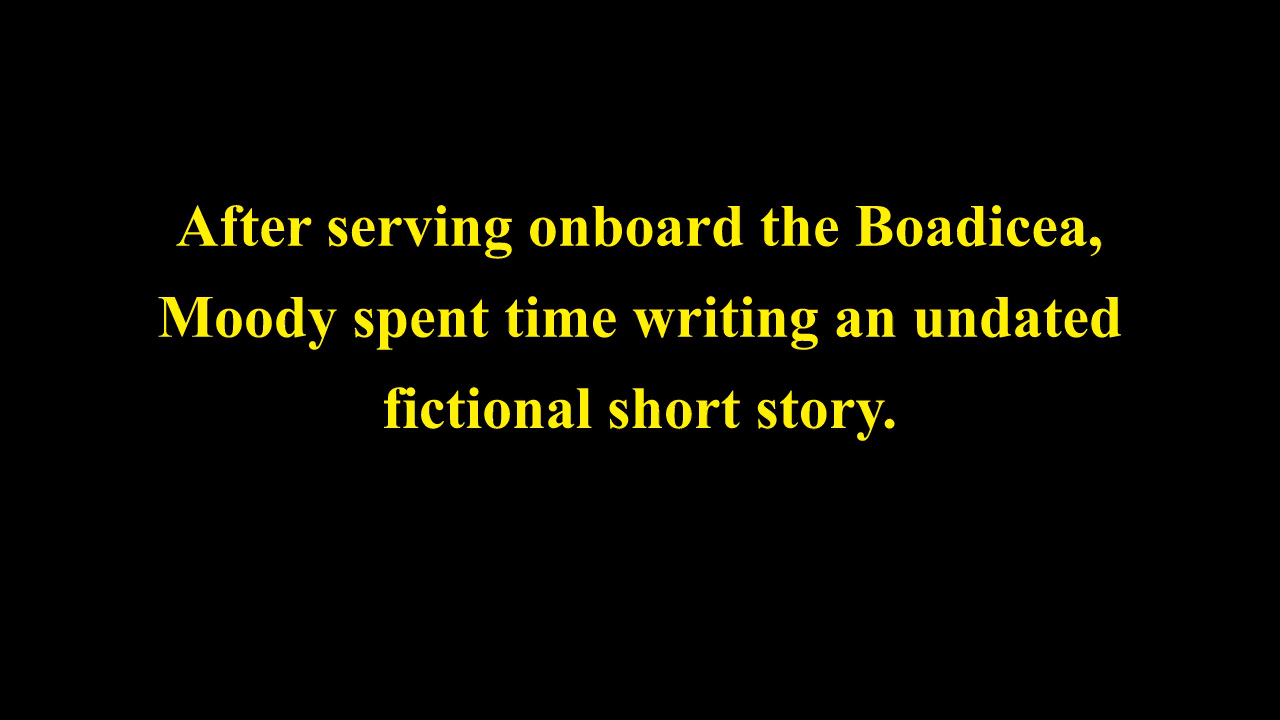 After serving onboard the Boadicea,
Moody spent time writing an undated
fictional short story.